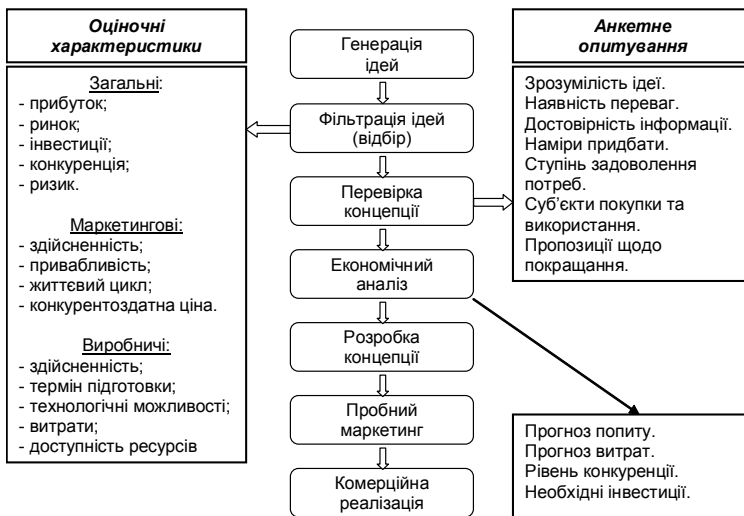 Оціночні
характеристики
Загальні:
- прибуток;
- ринок;
- інвестиції;
- конкуренція;
- ризик.
Маркетингові:
- здійсненність;
- привабливість;
- життєвий цикл;
- конкурентоздатна ціна.
Виробничі:
- здійсненність;
- термін підготовки;
- технологічні можливості;
- витрати;
- доступність ресурсів
Генерація
ідей
Фільтрація ідей
(відбір)
Перевірка
концепції
Економічний
аналіз
Розробка
концепції
Пробний
маркетинг
Комерційна
реалізація
Анкетне
опитування
Зрозумілість ідеї.
Наявність переваг.
Достовірність інформації.
Наміри придбати.
Ступінь задоволення
потреб.
Суб’єкти покупки та
використання.
Пропозиції щодо
покращання.
Прогноз попиту.
Прогноз витрат.
Рівень конкуренції.
Необхідні інвестиції.